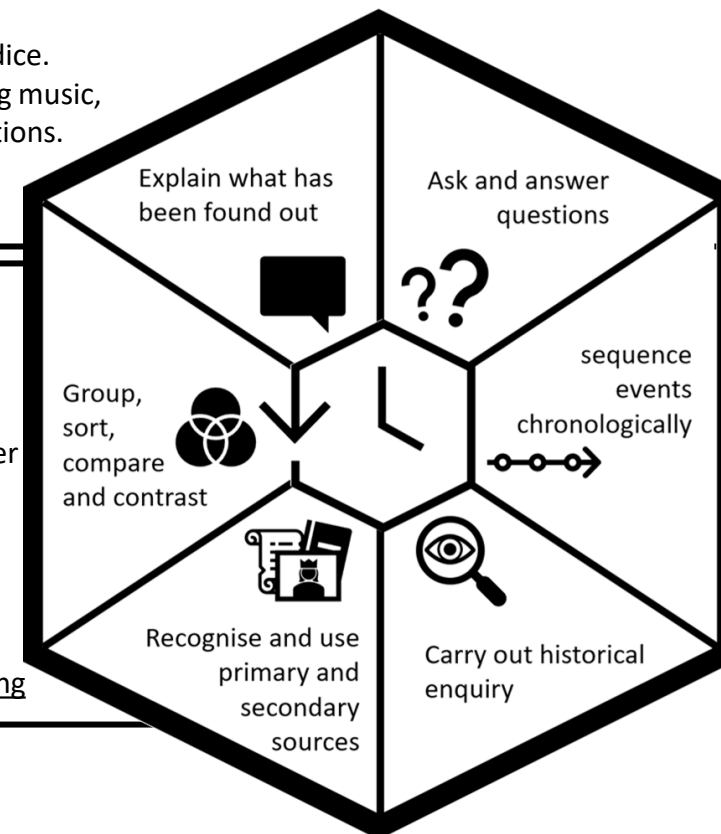 dice.
g music,
tions.
Explain what has
been found out
Ask and answer
questions
??
sequence
events
chronologically
Group,
sort,
compare
and contrast
er
Recognise and use
primary and
secondary
sources
Carry out historical
enquiry
ng